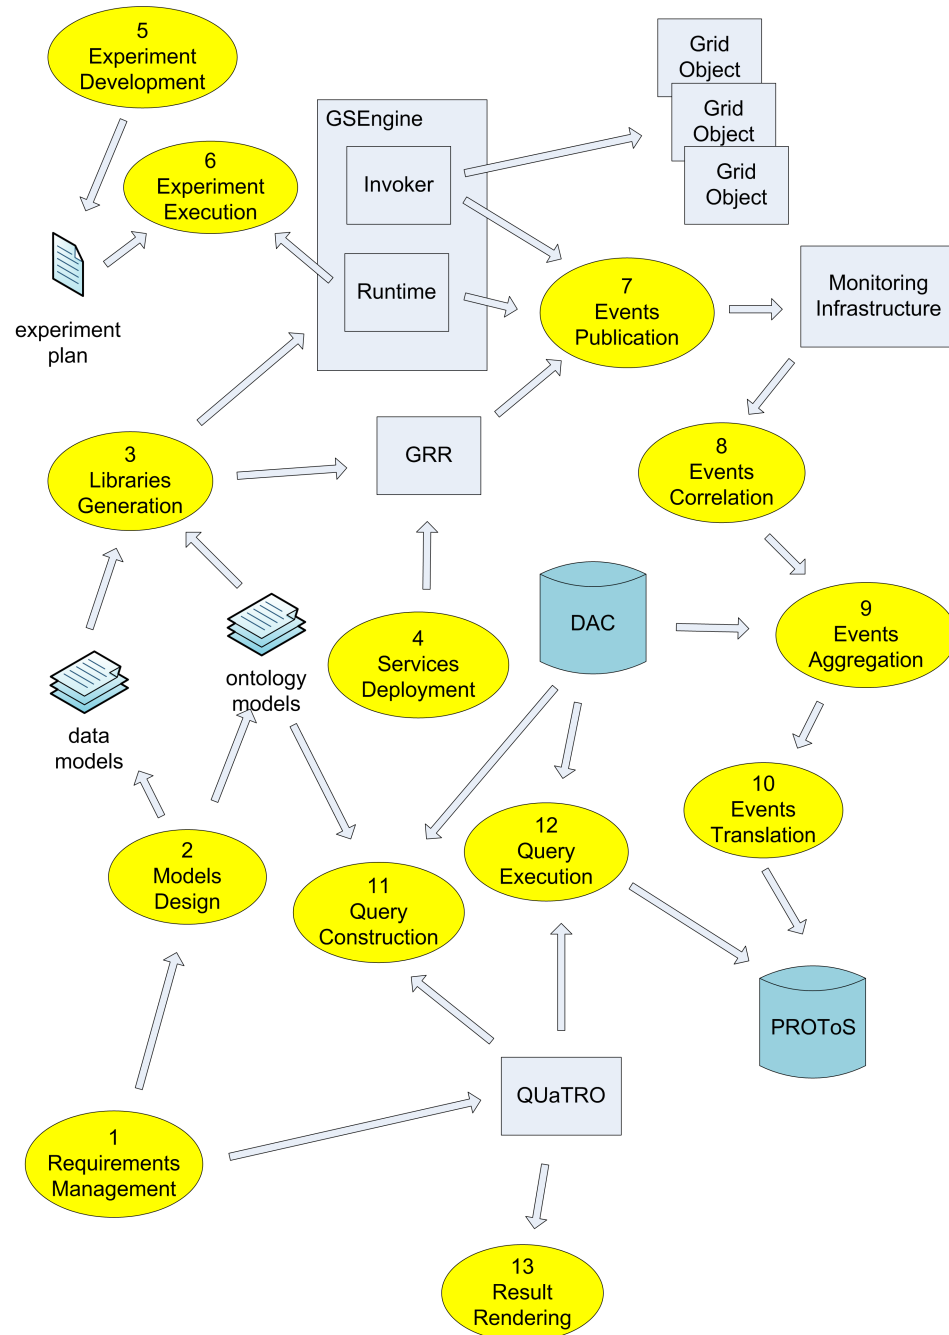 5
Experiment
Development
6
Experiment
Execution
GSEngine
Invoker
Runtime
Grid
Object
Grid
Object
Grid
Object
7
Events
Publication
Monitoring
Infrastructure
experiment
plan
3
Libraries
Generation
GRR
8
Events
Correlation
DAC
9
Events
Aggregation
4
Services
Deployment
ontology
models
data
models
10
Events
Translation
12
Query
Execution
2
Models
Design
11
Query
Construction
PROToS
QUaTRO
1
Requirements
Management
13
Result
Rendering